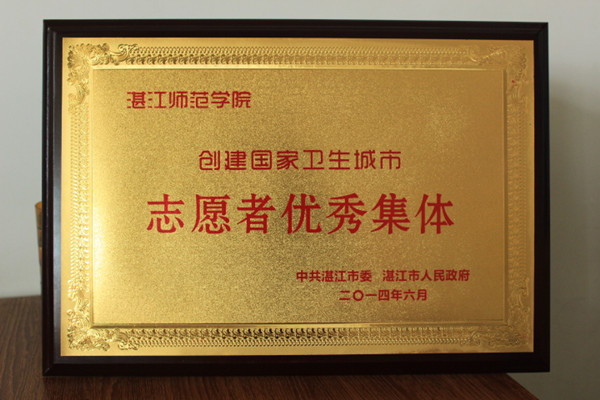 湛江师范学院
创建国家卫生城市
志愿者优秀集体
中共湛江市委 湛江市人民政府
二〇一四年六月